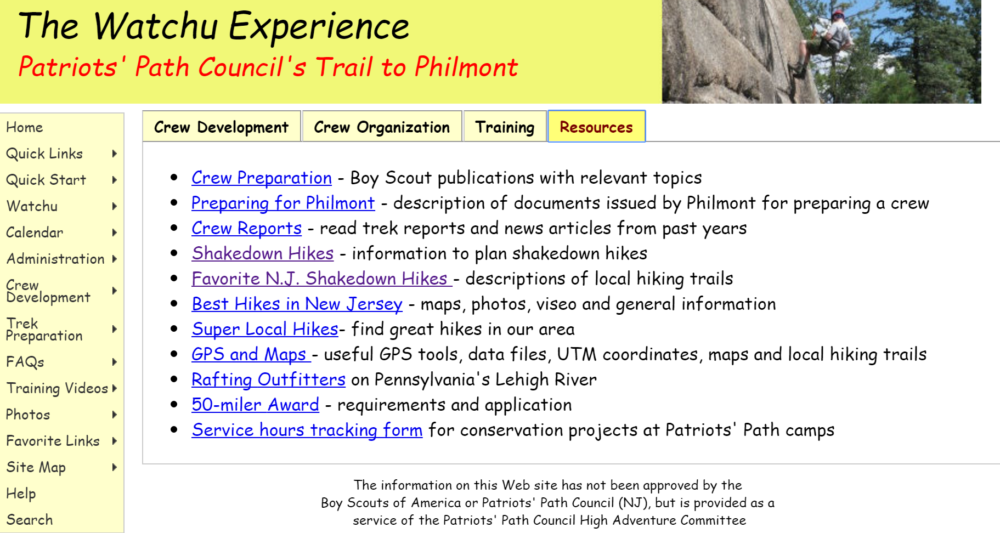 The Watchu Experience
Patriots' Path Council's Trail to Philmont
Home
Quick Links
Quick Start
Watchu
Calendar
Administration
Crew
Development
Trek
Preparation
FAQs
Training Videos
Photos
Favorite Links
Site Map
Help
Search
Crew Development
Crew Organization
Training
Resources
Crew Preparation - Boy Scout publications with relevant topics
Preparing for Philmont - description of documents issued by Philmont for preparing a crew
Crew Reports - read trek reports and news articles from past years
Shakedown Hikes - information to plan shakedown hikes
Favorite N.J. Shakedown Hikes - descriptions of local hiking trails
Best Hikes in New Jersey - maps, photos, viseo and general information
Super Local Hikes- find great hikes in our area
GPS and Maps - useful GPS tools, data files, UTM coordinates, maps and local hiking trails
Rafting Outfitters on Pennsylvania's Lehigh River
50-miler Award - requirements and application
Service hours tracking form for conservation projects at Patriots' Path camps
The information on this Web site has not been approved by the
Boy Scouts of America or Patriots' Path Council (NJ), but is provided as a
service of the Patriots' Path Council High Adventure Committee